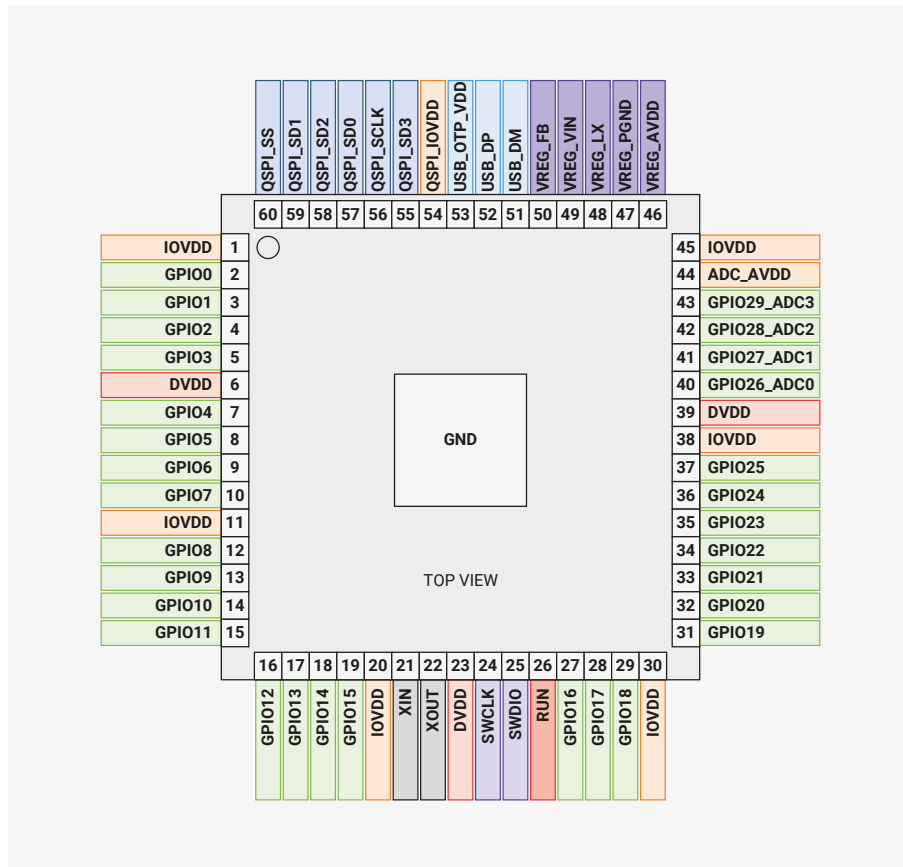 QSPI_SS
QSPI_SD1
QSPI_SD2
QSPI_SD0
QSPI_SCLK
QSPI_SD3
QSPI_IOVDD
USB_OTP_VDD
USB_DP
USB_DM
VREG_FB
VREG_VIN
VREG_LX
VREG_PGND
VREG_AVDD
60 59 58 57 56 55 54 53 52 51 50 49 48 47 46
IOVDD 1
GPIO0 2
GPIO1 3
GPIO2 4
GPIO3 5
DVDD 6
GPIO4 7
GPIO5 8
GPIO6 9
GPIO7 10
IOVDD 11
GPIO8 12
GPIO9 13
GPIO10 14
GPIO11 15
GND
TOP VIEW
45 IOVDD
44 ADC_AVDD
43 GPIO29_ADC3
42 GPIO28_ADC2
41 GPIO27_ADC1
40 GPIO26_ADC0
39 DVDD
38 IOVDD
37 GPIO25
36 GPIO24
35 GPIO23
34 GPIO22
33 GPIO21
32 GPIO20
31 GPIO19
16 17 18 19 20 21 22 23 24 25 26 27 28 29 30
GPIO12
GPIO13
GPIO14
GPIO15
IOVDD
XIN
XOUT
DVDD
SWCLK
SWDIO
RUN
GPIO16
GPIO17
GPIO18
IOVDD